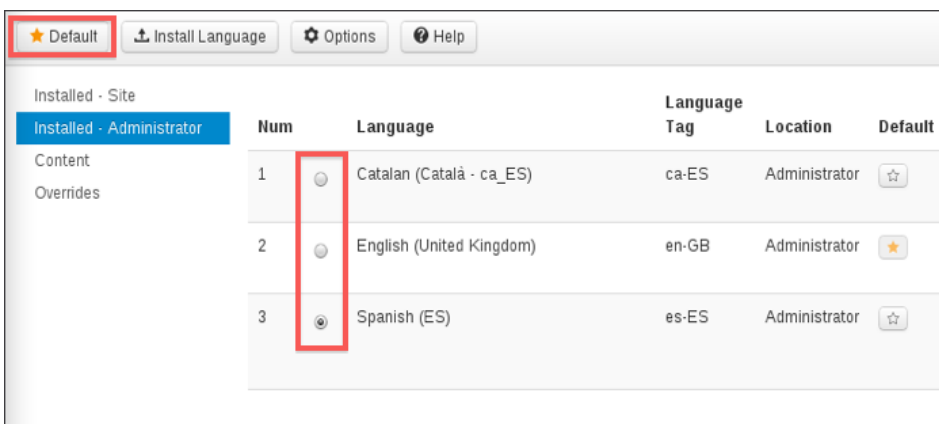 Default Install Language Options Help
Installed - Site
Installed - Administrator
Content
Overrides
Num Language Language Tag Location Default
1 Catalan (Català - ca_ES) ca-ES Administrator
2 English (United Kingdom) en-GB Administrator
3 Spanish (ES) es-ES Administrator